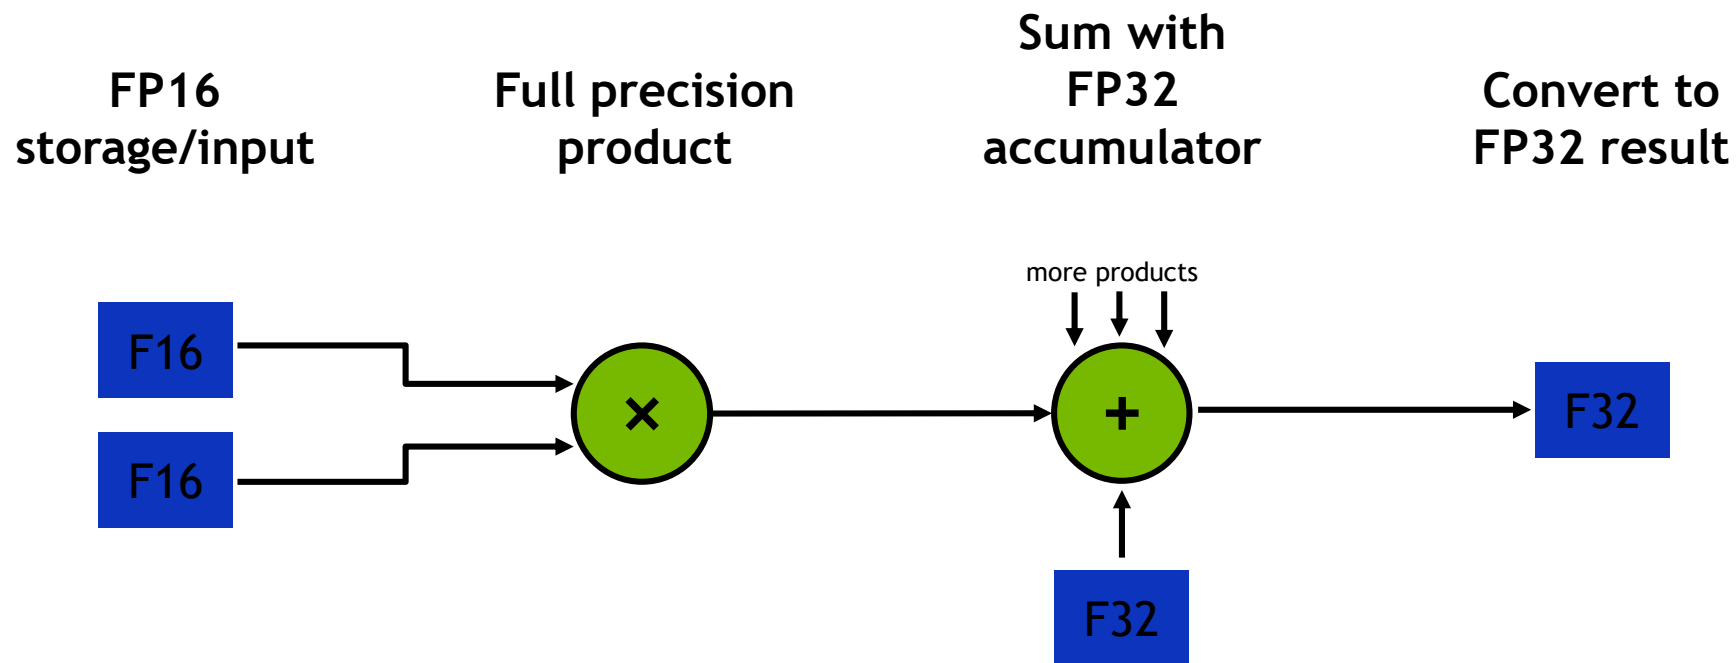 FP16
storage/input
Full precision
product
Sum with
FP32
accumulator
Convert to
FP32 result
more products
F16
F16
×
+
F32
F32